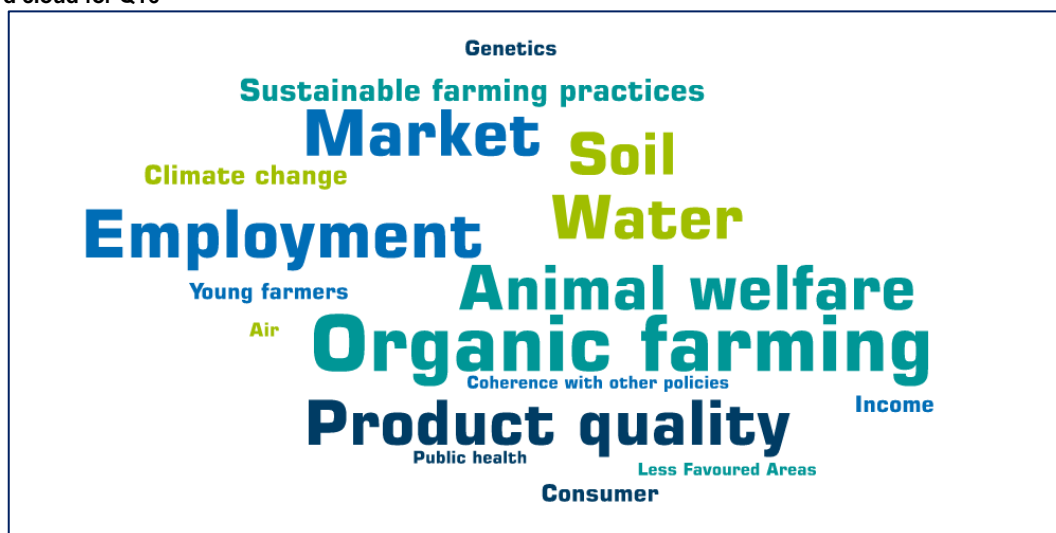 Genetics
Sustainable farming practices
Market
Soil
Climate change
Water
Employment
Animal welfare
Young farmers
Air
Organic farming
Coherence with other policies
Income
Product quality
Public health
Less Favoured Areas
Consumer